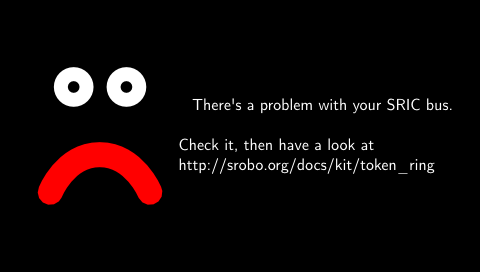 There's a problem with your SRIC bus.
Check it, then have a look at
http://srobo.org/docs/kit/token_ring